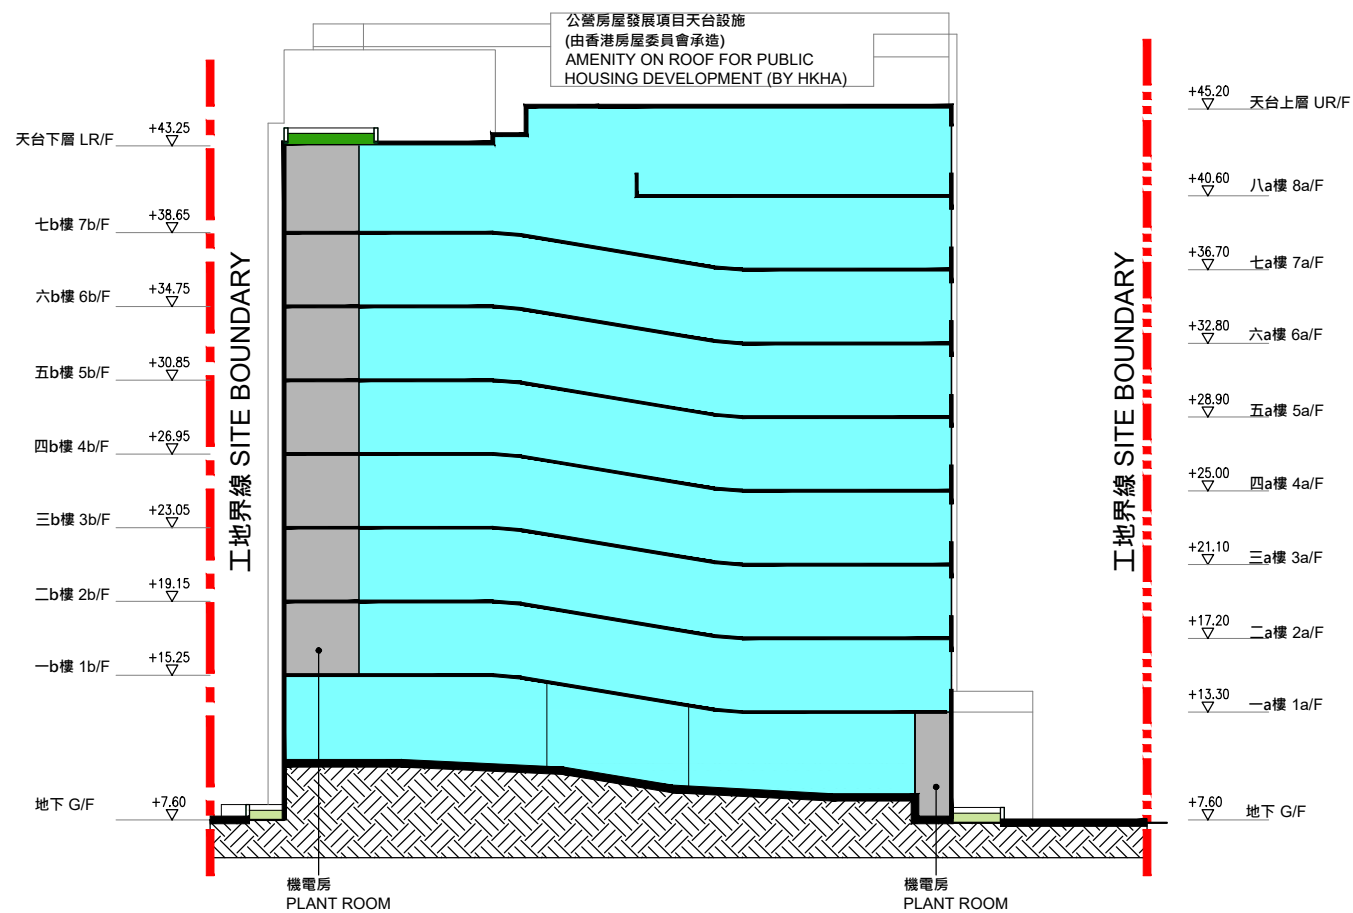 公營房屋發展項目天台設施
(由香港房屋委員會承造)
AMENITY ON ROOF FOR PUBLIC
HOUSING DEVELOPMENT (BY HKHA)
天台下層 LR/F +43.25
七b樓 7b/F +38.65
六b樓 6b/F +34.75
五b樓 5b/F +30.85
四b樓 4b/F +26.95
三b樓 3b/F +23.05
二b樓 2b/F +19.15
一b樓 1b/F +15.25
地下 G/F +7.60
工地界線 SITE BOUNDARY
工地界線 SITE BOUNDARY
+45.20 天台上層 UR/F
+40.60 八a樓 8a/F
+36.70 七a樓 7a/F
+32.80 六a樓 6a/F
+28.90 五a樓 5a/F
+25.00 四a樓 4a/F
+21.10 三a樓 3a/F
+17.20 二a樓 2a/F
+13.30 一a樓 1a/F
+7.60 地下 G/F
機電房
PLANT ROOM
機電房
PLANT ROOM